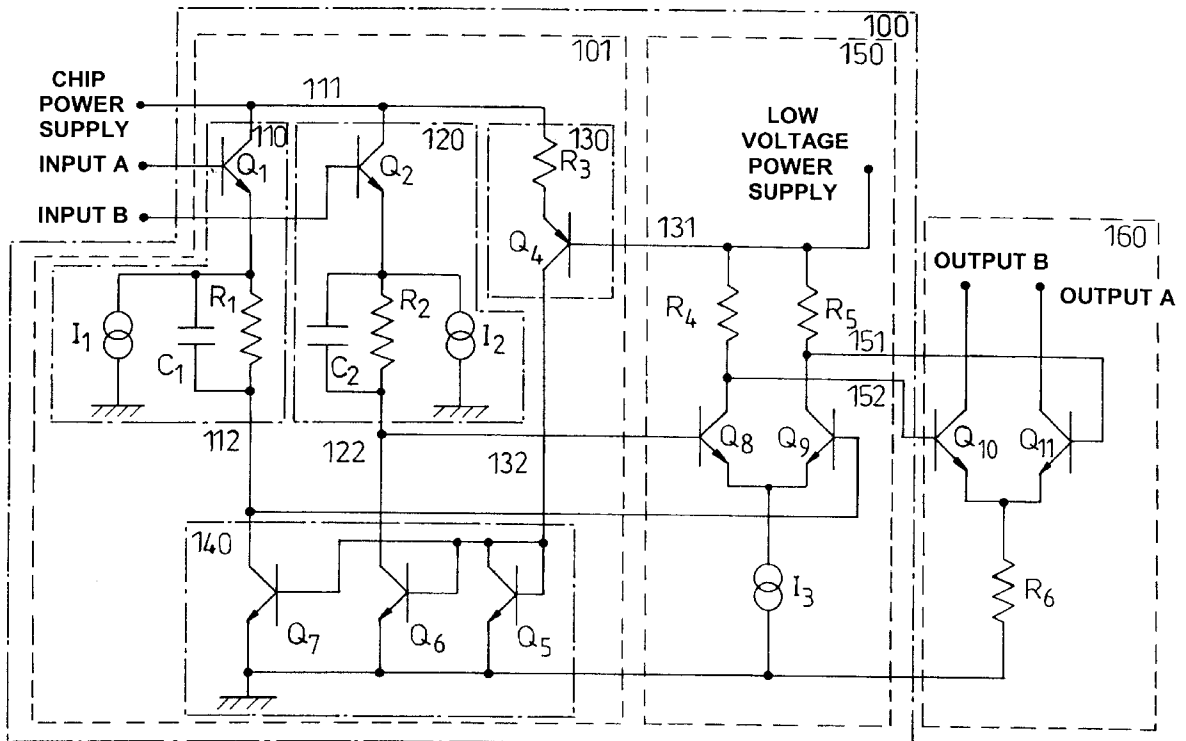 100
101
150
CHIP
POWER
SUPPLY
111
LOW
VOLTAGE
POWER
SUPPLY
110
120
130
INPUT A
Q1
Q2
R3
INPUT B
Q4
131
160
OUTPUT B
OUTPUT A
I1
C1
R1
C2
R2
I2
R4
R5
151
152
112
122
132
Q8
Q9
Q10
Q11
140
Q7
Q6
Q5
I3
R6